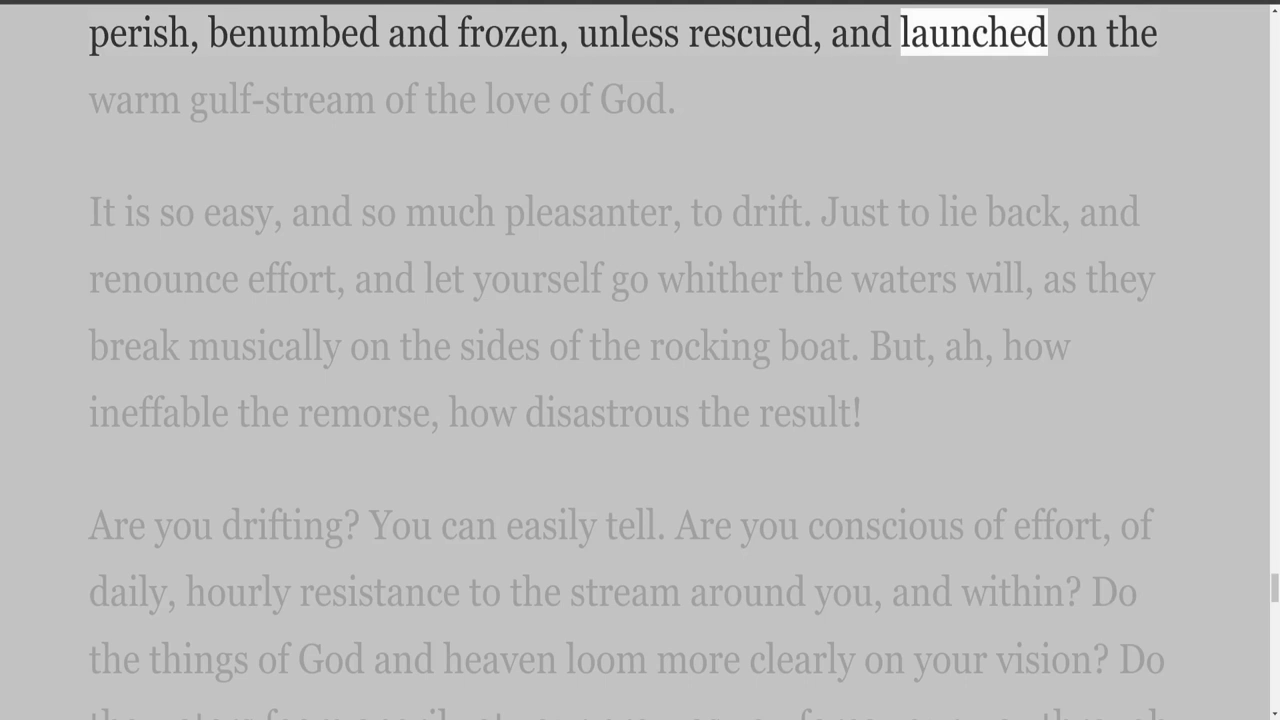 perish, benumbed and frozen, unless rescued, and launched on the
warm gulf-stream of the love of God.
It is so easy, and so much pleasanter, to drift. Just to lie back, and
renounce effort, and let yourself go whither the waters will, as they
break musically on the sides of the rocking boat. But, ah, how
ineffable the remorse, how disastrous the result!
Are you drifting? You can easily tell. Are you conscious of effort, of
daily, hourly resistance to the stream around you, and within? Do
the things of God and heaven loom more clearly on your vision? Do